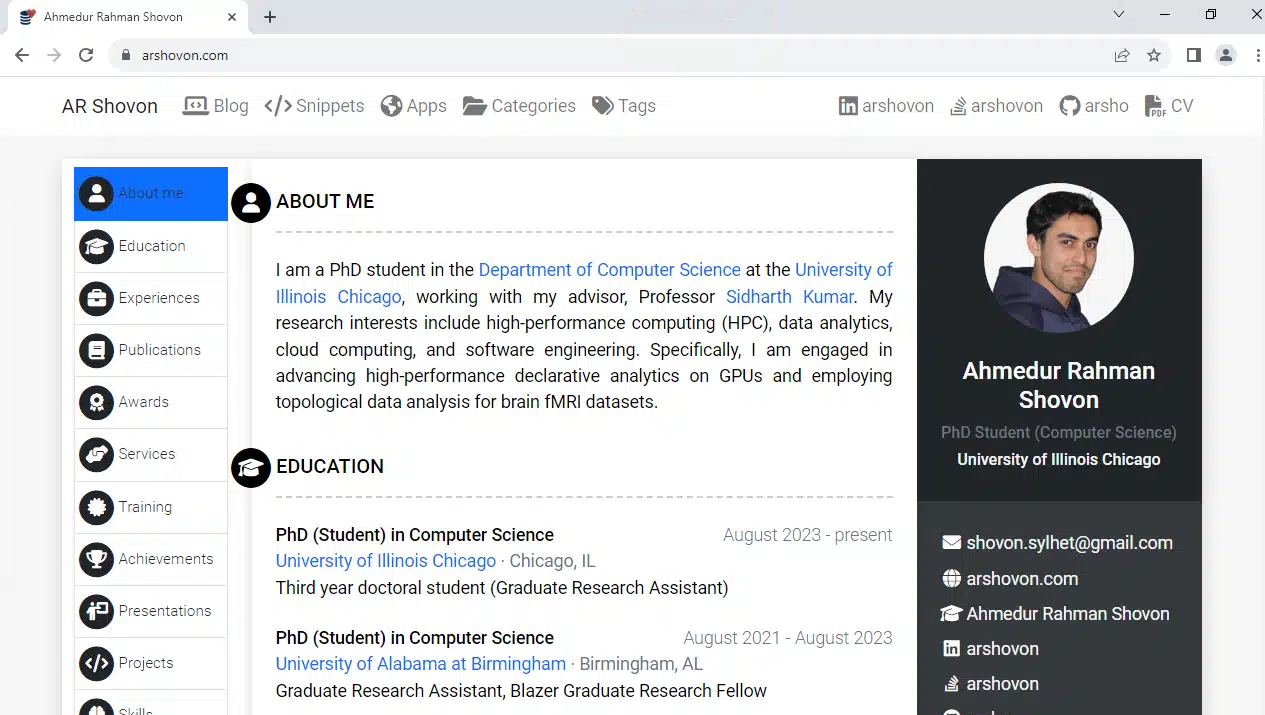 Ahmedur Rahman Shovon
arshovon.com
AR Shovon Blog Snippets Apps Categories Tags arshovon arshovon arsho CV
About me
Education
Experiences
Publications
Awards
Services
Training
Achievements
Presentations
Projects
Skills
ABOUT ME
I am a PhD student in the Department of Computer Science at the University of
Illinois Chicago, working with my advisor, Professor Sidharth Kumar. My
research interests include high-performance computing (HPC), data analytics,
cloud computing, and software engineering. Specifically, I am engaged in
advancing high-performance declarative analytics on GPUs and employing
topological data analysis for brain fMRI datasets.
EDUCATION
PhD (Student) in Computer Science August 2023 - present
University of Illinois Chicago · Chicago, IL
Third year doctoral student (Graduate Research Assistant)
PhD (Student) in Computer Science August 2021 - August 2023
University of Alabama at Birmingham · Birmingham, AL
Graduate Research Assistant, Blazer Graduate Research Fellow
Ahmedur Rahman
Shovon
PhD Student (Computer Science)
University of Illinois Chicago
shovon.sylhet@gmail.com
arshovon.com
Ahmedur Rahman Shovon
arshovon
arshovon